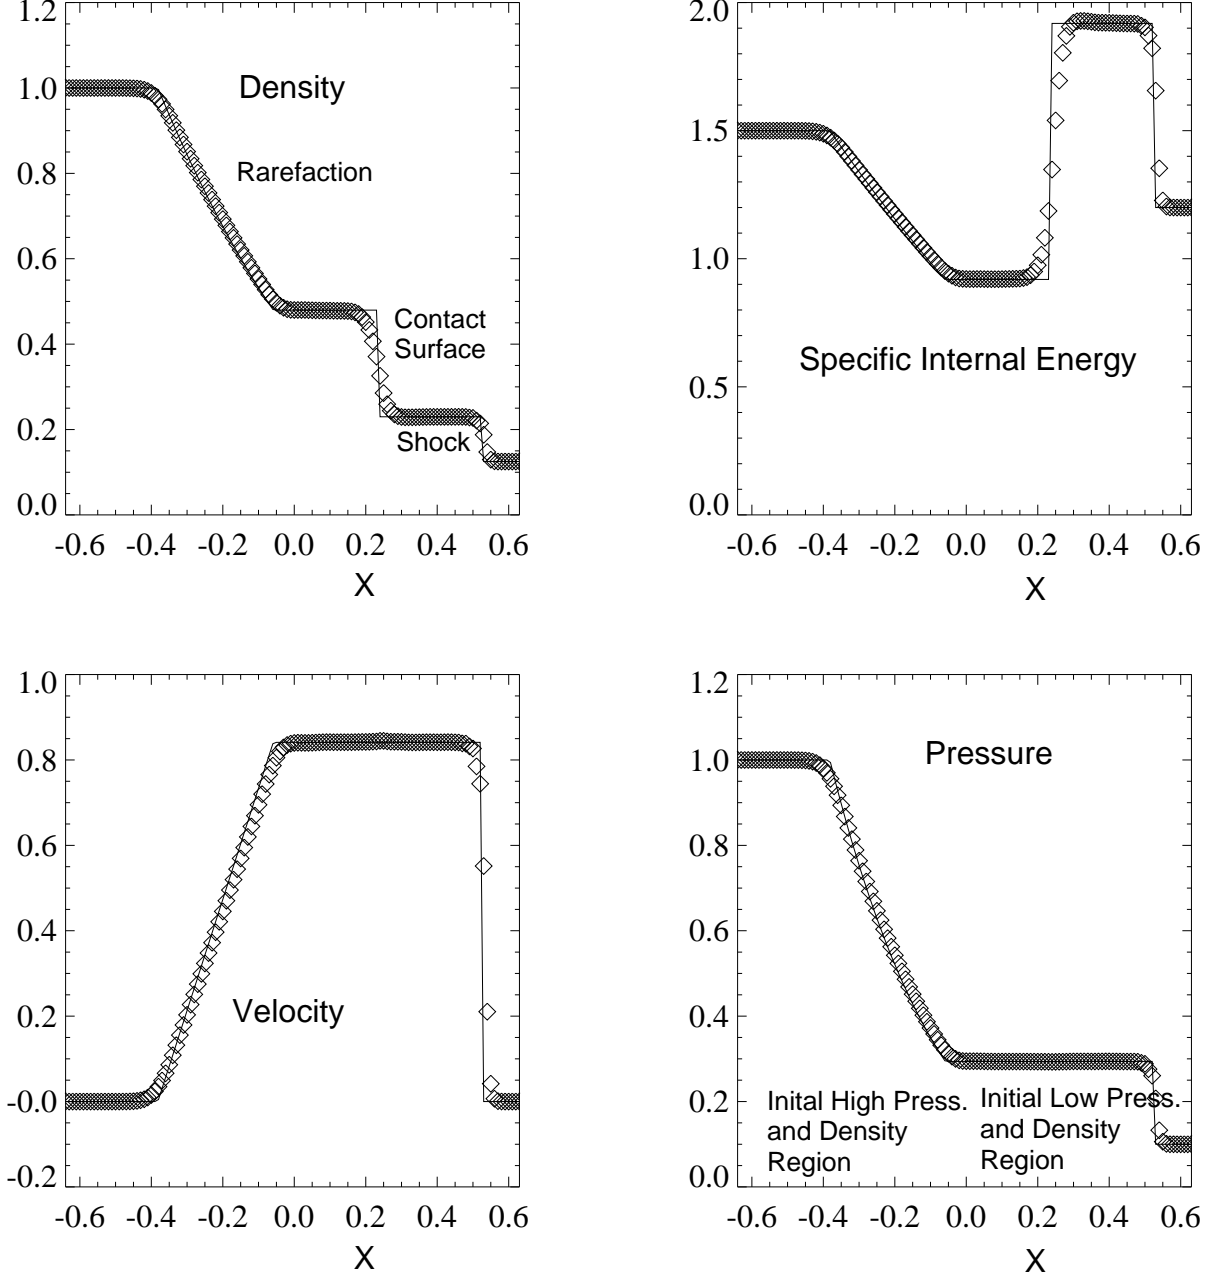 1.2
1.0
0.8
0.6
0.4
0.2
0.0
Density
Rarefaction
Contact
Surface
Shock
-0.6 -0.4 -0.2 0.0 0.2 0.4 0.6
X
2.0
1.5
1.0
0.5
0.0
Specific Internal Energy
-0.6 -0.4 -0.2 0.0 0.2 0.4 0.6
X
1.0
0.8
0.6
0.4
0.2
-0.0
-0.2
Velocity
-0.6 -0.4 -0.2 0.0 0.2 0.4 0.6
X
1.2
1.0
0.8
0.6
0.4
0.2
0.0
Pressure
Inital High Press.
and Density
Region
Initial Low Press.
and Density
Region
-0.6 -0.4 -0.2 0.0 0.2 0.4 0.6
X